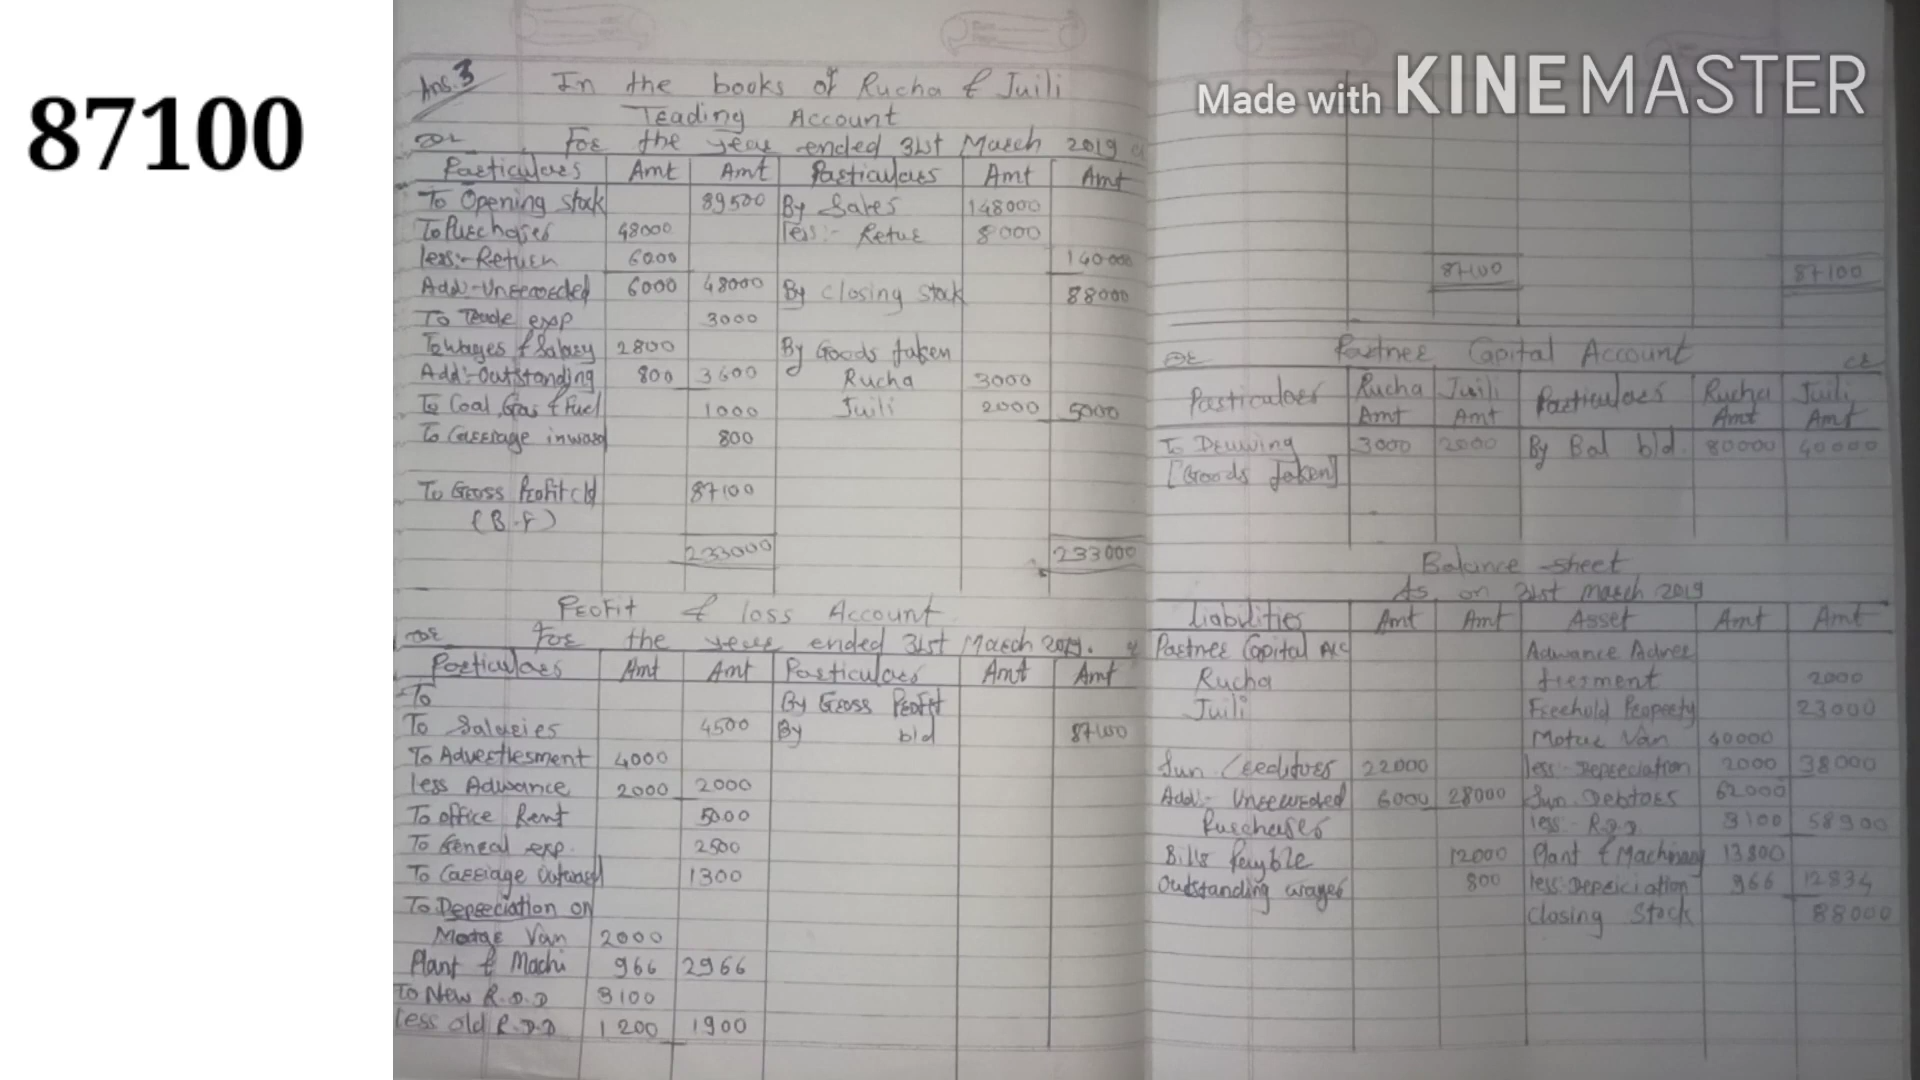 87100
Made with KINEMASTER
Ans.3
In the books of Rucha & Juili
Trading Account
Dr
For the year ended 31st March 2019
Particulars Amt Amt Particulars Amt Amt
To Opening stock 89500 By Sales 148000
To Purchases 48000 less:- Retur 8000
less:- Return 6000 140000
Add:- Unrecorded 6000 48000 By Closing Stock 88000
To Trade exp 3000
To Wages & Salary 2800 By Goods taken
Add:- Outstanding 800 3600 Rucha 3000
To Coal, Gas & Fuel 1000 Juili 2000 5000
To Carriage inward 800
To Gross Profit c/d 87100
(B.F)
233000 233000
Profit & loss Account
Dr
For the year ended 31st March 2019.
Particulars Amt Amt Particulars Amt Amt
To By Gross Profit
To Salaries 4500 By b/d 87100
To Advertiesment 4000
less Adwance 2000 2000
To office Rent 5000
To Geneal exp. 2500
To Carriage Outward 1300
To Depreciation on
Motor Van 2000
Plant & Machi 966 2966
To New R.D.D 3100
less old R.D.D 1200 1900
87100 87100
Partner Capital Account
Dr Cr
Particulars Rucha Juili Particulars Rucha Juili
Amt Amt Amt Amt
To Drawing 3000 2000 By Bal b/d 80000 40000
[Goods taken]
Balance sheet
As on 31st march 2019
Liabilities Amt Amt Asset Amt Amt
Partner Capital A/c Adwance Adver
Rucha tiesment 2000
Juili Freehold Property 23000
Motor Van 40000
Sun. Creditors 22000 less:- Depreciation 2000 38000
Add:- Unrecorded 6000 28000 Sun. Debtors 62000
Purchases less:- R.D.D 3100 58900
Bills Payble 12000 Plant & Machinary 13800
Outstanding wages 800 less:- Depriciation 966 12834
Closing Stock 88000